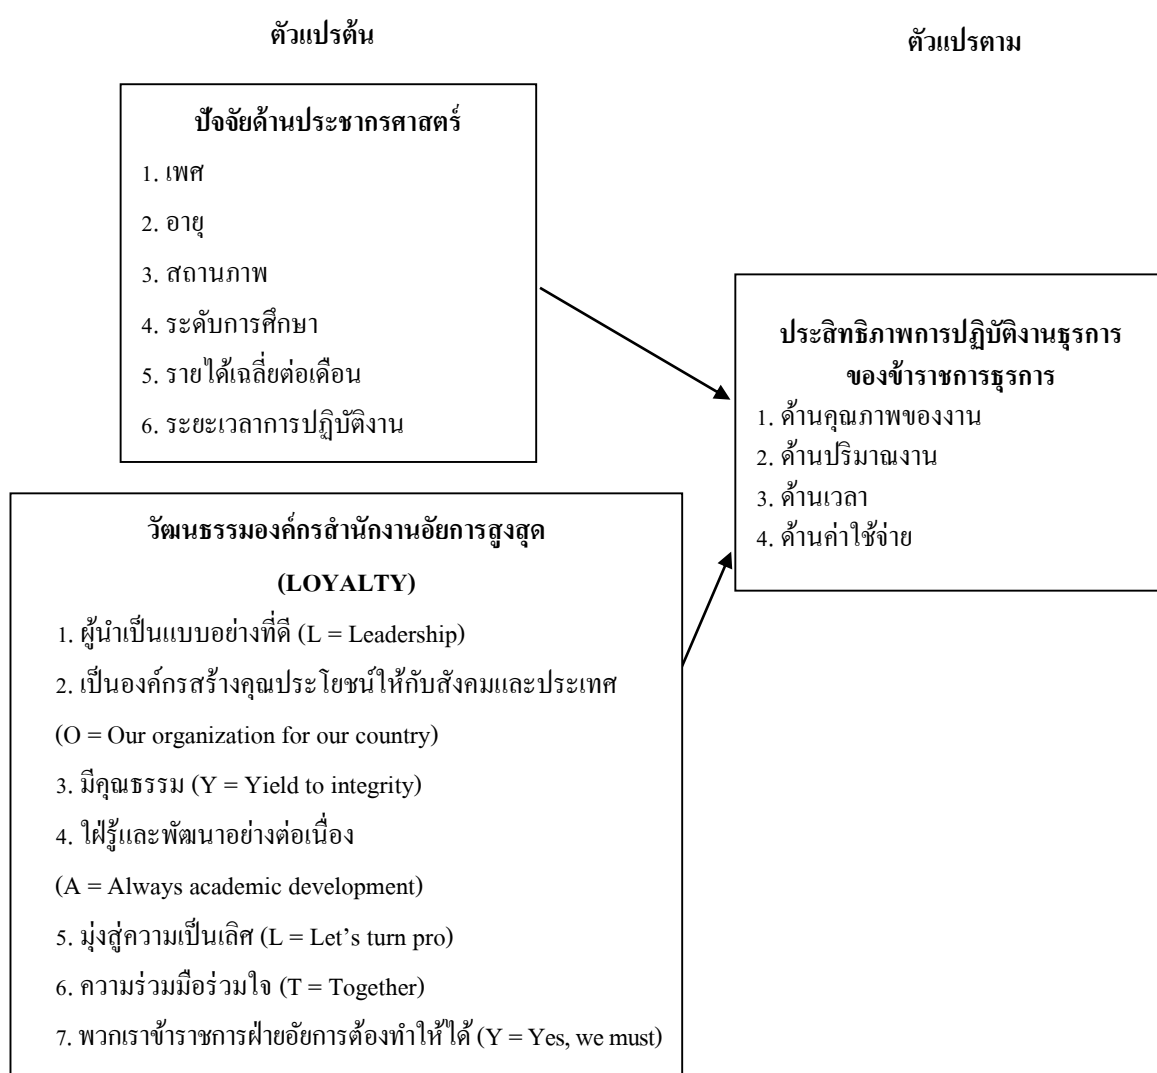 ตัวแปรต้น
ตัวแปรตาม
ปัจจัยด้านประชากรศาสตร์
1. เพศ
2. อายุ
3. สถานภาพ
4. ระดับการศึกษา
5. รายได้เฉลี่ยต่อเดือน
6. ระยะเวลาการปฏิบัติงาน
ประสิทธิภาพการปฏิบัติงานธุรการ
ของข้าราชการธุรการ
1. ด้านคุณภาพของงาน
2. ด้านปริมาณงาน
3. ด้านเวลา
4. ด้านค่าใช้จ่าย
วัฒนธรรมองค์กรสำนักงานอัยการสูงสุด
(LOYALTY)
1. ผู้นำเป็นแบบอย่างที่ดี (L = Leadership)
2. เป็นองค์กรสร้างคุณประโยชน์ให้กับสังคมและประเทศ
(O = Our organization for our country)
3. มีคุณธรรม (Y = Yield to integrity)
4. ใฝ่รู้และพัฒนาอย่างต่อเนื่อง
(A = Always academic development)
5. มุ่งสู่ความเป็นเลิศ (L = Let’s turn pro)
6. ความร่วมมือร่วมใจ (T = Together)
7. พวกเราข้าราชการฝ่ายอัยการต้องทำให้ได้ (Y = Yes, we must)